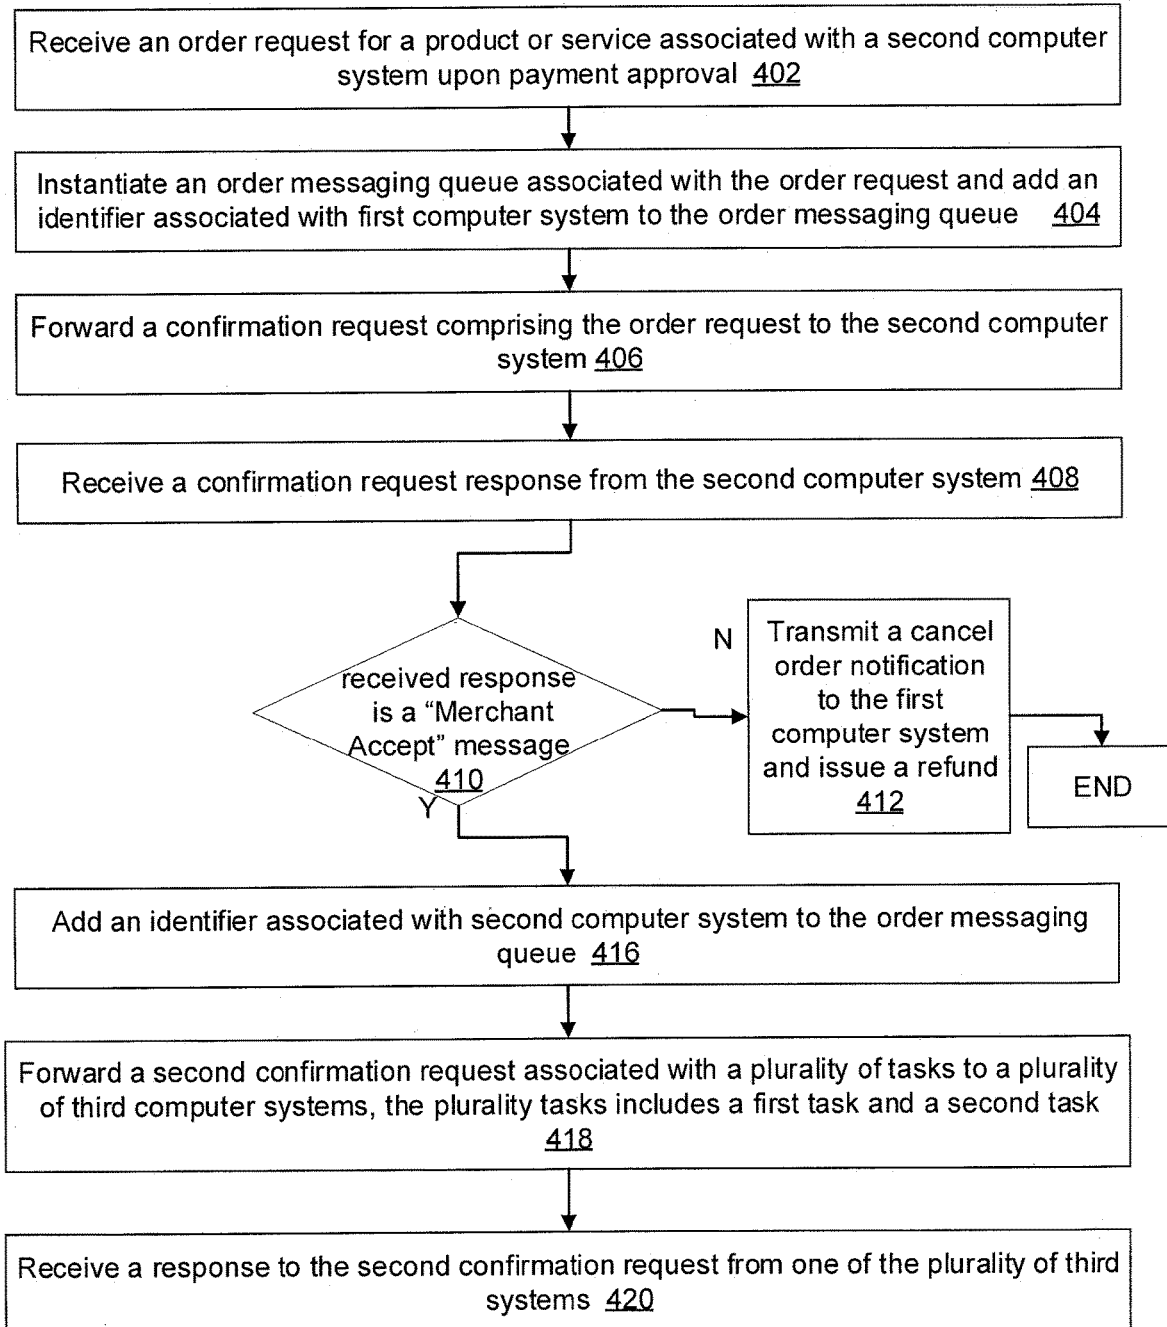 Receive an order request for a product or service associated with a second computer
system upon payment approval 402
Instantiate an order messaging queue associated with the order request and add an
identifier associated with first computer system to the order messaging queue 404
Forward a confirmation request comprising the order request to the second computer
system 406
Receive a confirmation request response from the second computer system 408
received response
is a “Merchant
Accept” message
410
N
Y
Transmit a cancel
order notification
to the first
computer system
and issue a refund
412
END
Add an identifier associated with second computer system to the order messaging
queue 416
Forward a second confirmation request associated with a plurality of tasks to a plurality
of third computer systems, the plurality tasks includes a first task and a second task
418
Receive a response to the second confirmation request from one of the plurality of third
systems 420